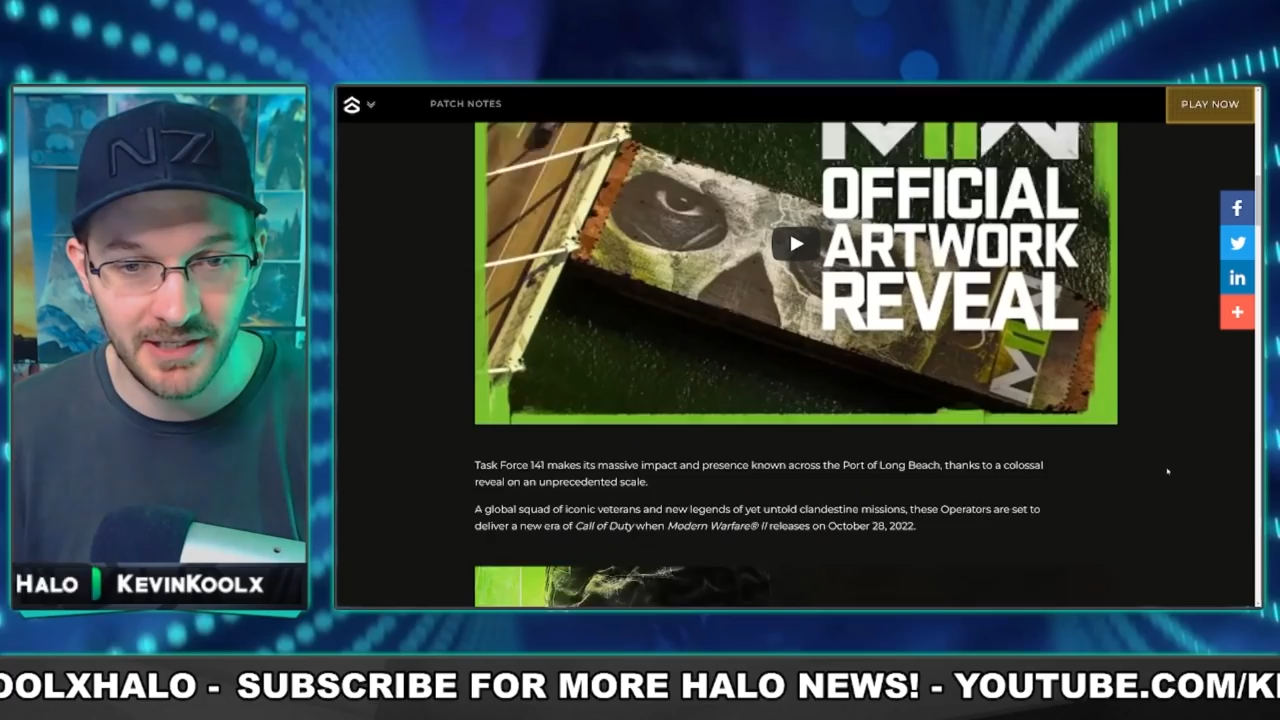 PATCH NOTES
PLAY NOW
OFFICIAL
ARTWORK
REVEAL
MII
N7
f
in
+
Task Force 141 makes its massive impact and presence known across the Port of Long Beach, thanks to a colossal
reveal on an unprecedented scale.
A global squad of iconic veterans and new legends of yet untold clandestine missions, these Operators are set to
deliver a new era of Call of Duty when Modern Warfare® II releases on October 28, 2022.
HALO KEVINKOOLX
OOLXHALO - SUBSCRIBE FOR MORE HALO NEWS! - YOUTUBE.COM/K